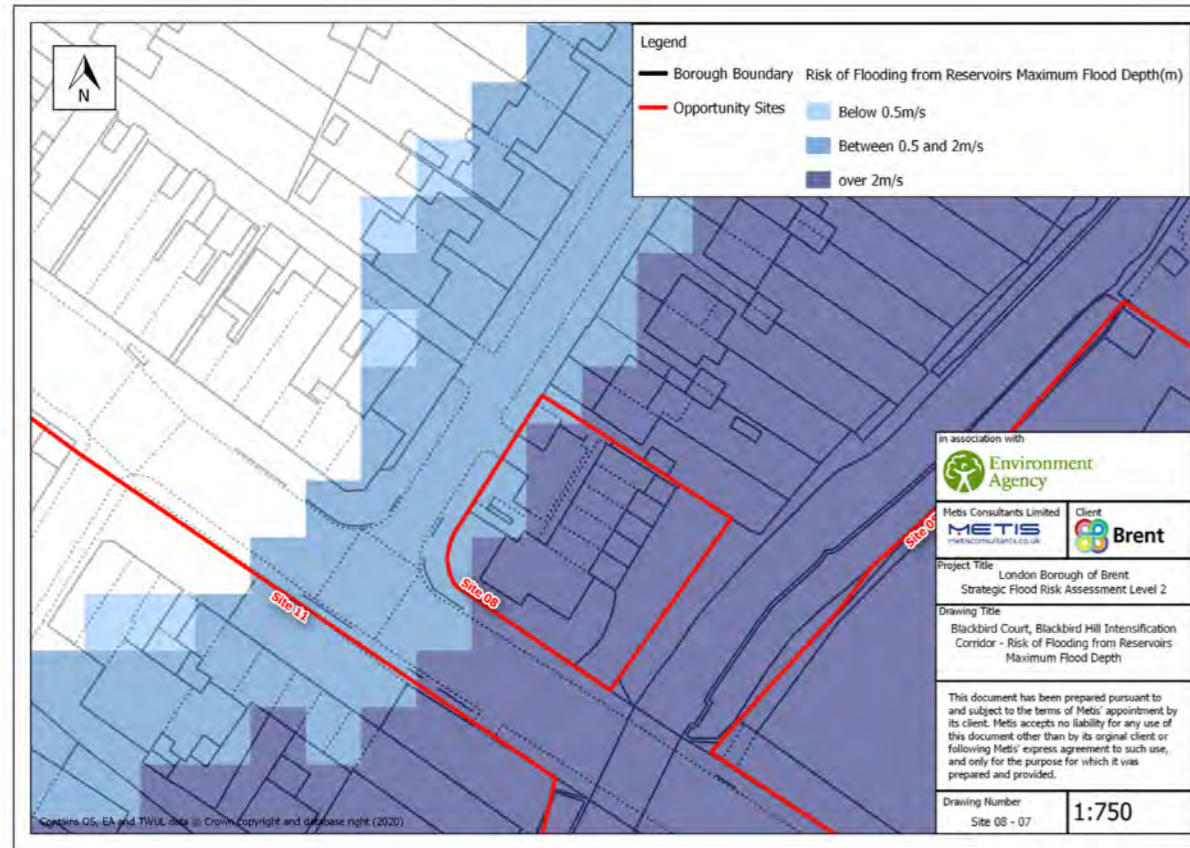 N
Legend
Borough Boundary
Opportunity Sites
Risk of Flooding from Reservoirs Maximum Flood Depth(m)
Below 0.5m/s
Between 0.5 and 2m/s
over 2m/s
Site 11
Site 08
Site
in association with
Environment
Agency
Metis Consultants Limited
METIS
metisconsultants.co.uk
Client
Brent
Project Title
London Borough of Brent
Strategic Flood Risk Assessment Level 2
Drawing Title
Blackbird Court, Blackbird Hill Intensification
Corridor - Risk of Flooding from Reservoirs
Maximum Flood Depth
This document has been prepared pursuant to
and subject to the terms of Metis' appointment by
its client. Metis accepts no liability for any use of
this document other than by its orginal client or
following Metis' express agreement to such use,
and only for the purpose for which it was
prepared and provided.
Drawing Number
Site 08 - 07
1:750
Contains OS, EA and TWUL data © Crown copyright and database right (2020)